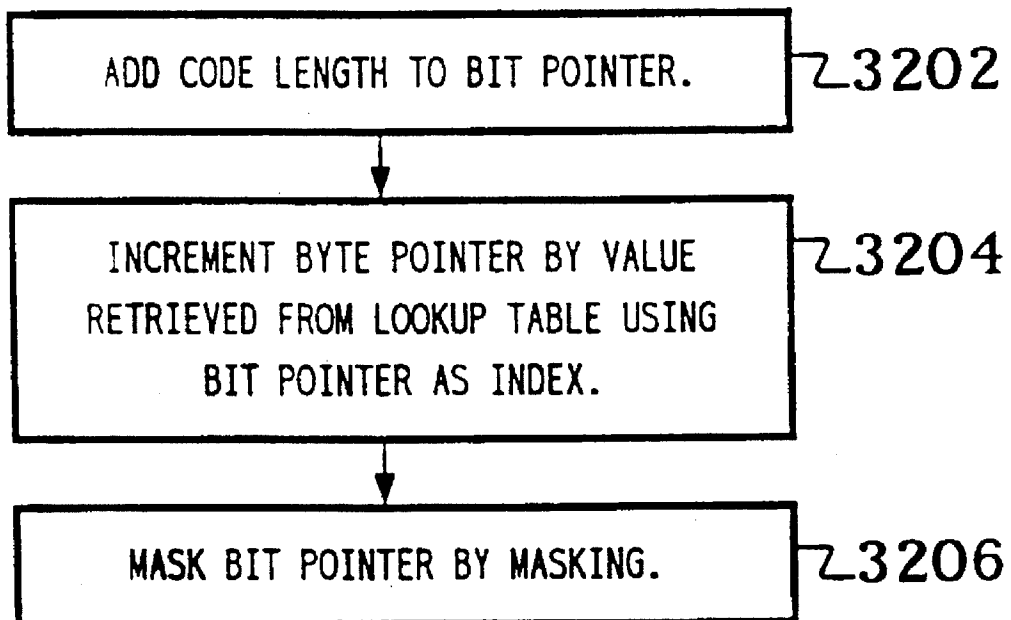 ADD CODE LENGTH TO BIT POINTER.
3202
INCREMENT BYTE POINTER BY VALUE
RETRIEVED FROM LOOKUP TABLE USING
BIT POINTER AS INDEX.
3204
MASK BIT POINTER BY MASKING.
3206